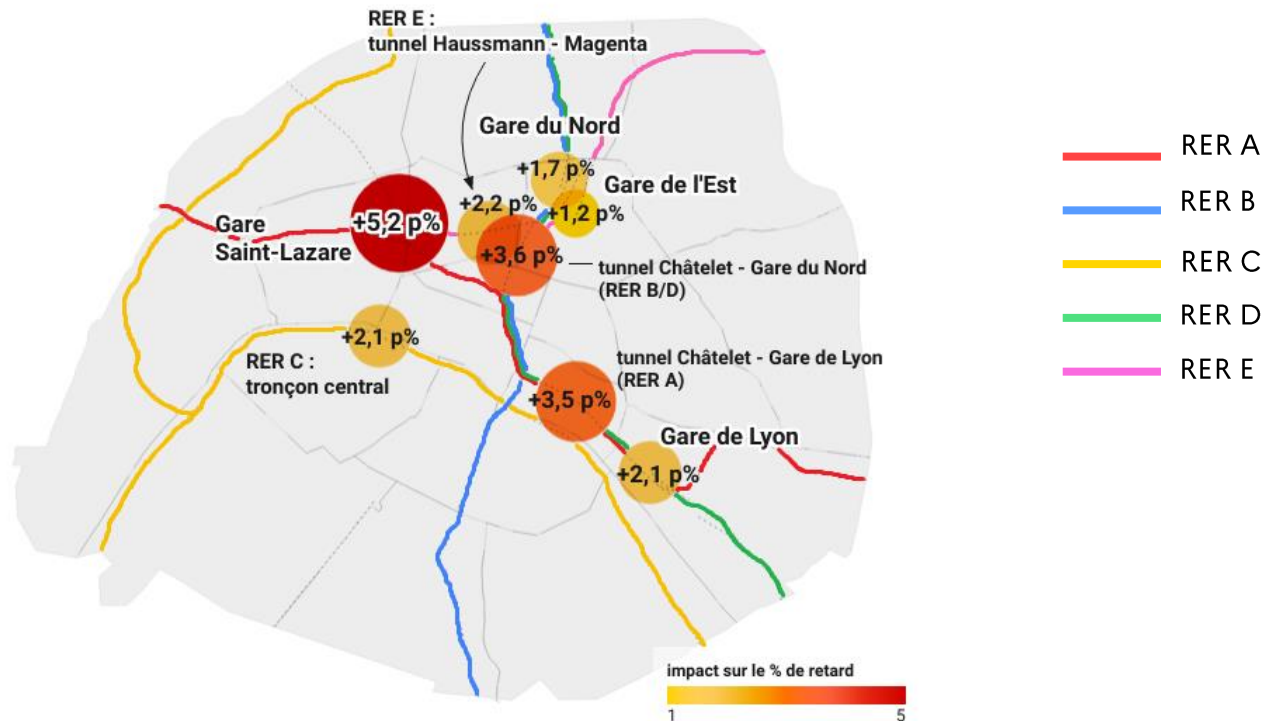 RER E :
tunnel Haussmann - Magenta
Gare du Nord
+1,7 p%
Gare de l'Est
+2,2 p%
+1,2 p%
+5,2 p%
Gare
Saint-Lazare
+3,6 p%
tunnel Châtelet - Gare du Nord
(RER B/D)
+2,1 p%
RER C :
tronçon central
tunnel Châtelet - Gare de Lyon
(RER A)
+3,5 p%
Gare de Lyon
+2,1 p%
impact sur le % de retard
1
5
RER A
RER B
RER C
RER D
RER E